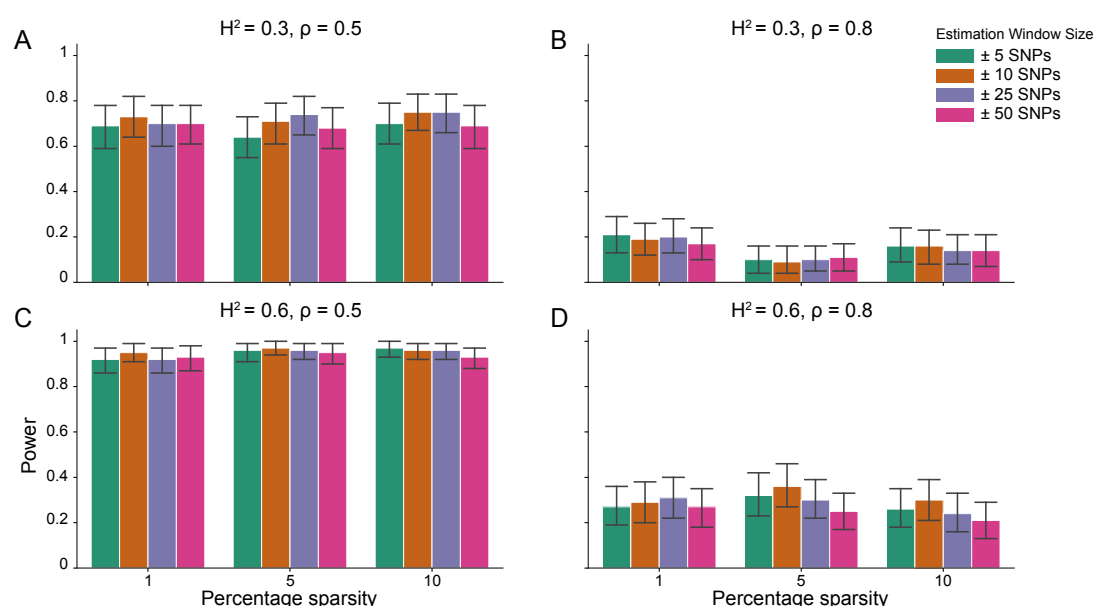 A
H² = 0.3, ρ = 0.5
1
0.8
0.6
0.4
0.2
0
B
H² = 0.3, ρ = 0.8
Estimation Window Size
± 5 SNPs
± 10 SNPs
± 25 SNPs
± 50 SNPs
C
H² = 0.6, ρ = 0.5
Power
1
0.8
0.6
0.4
0.2
0
1 5 10
Percentage sparsity
D
H² = 0.6, ρ = 0.8
1 5 10
Percentage sparsity